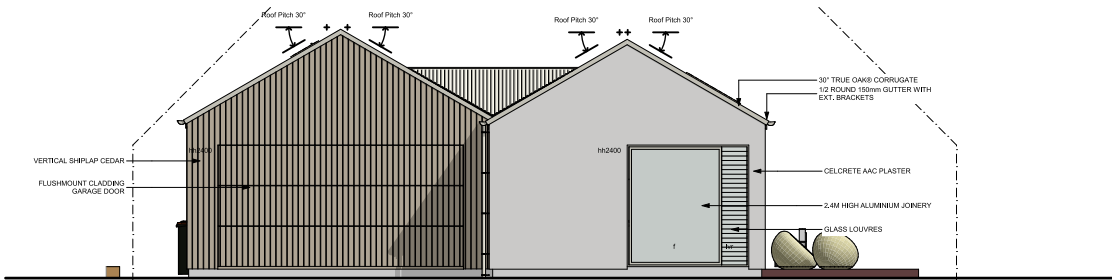 Roof Pitch 30°
Roof Pitch 30°
Roof Pitch 30°
Roof Pitch 30°
30° TRUE OAK® CORRUGATE
1/2 ROUND 150mm GUTTER WITH
EXT. BRACKETS
hh2400
hh2400
VERTICAL SHIPLAP CEDAR
CELCRETE AAC PLASTER
FLUSHMOUNT CLADDING
GARAGE DOOR
2.4M HIGH ALUMINIUM JOINERY
GLASS LOUVRES
f
lvr